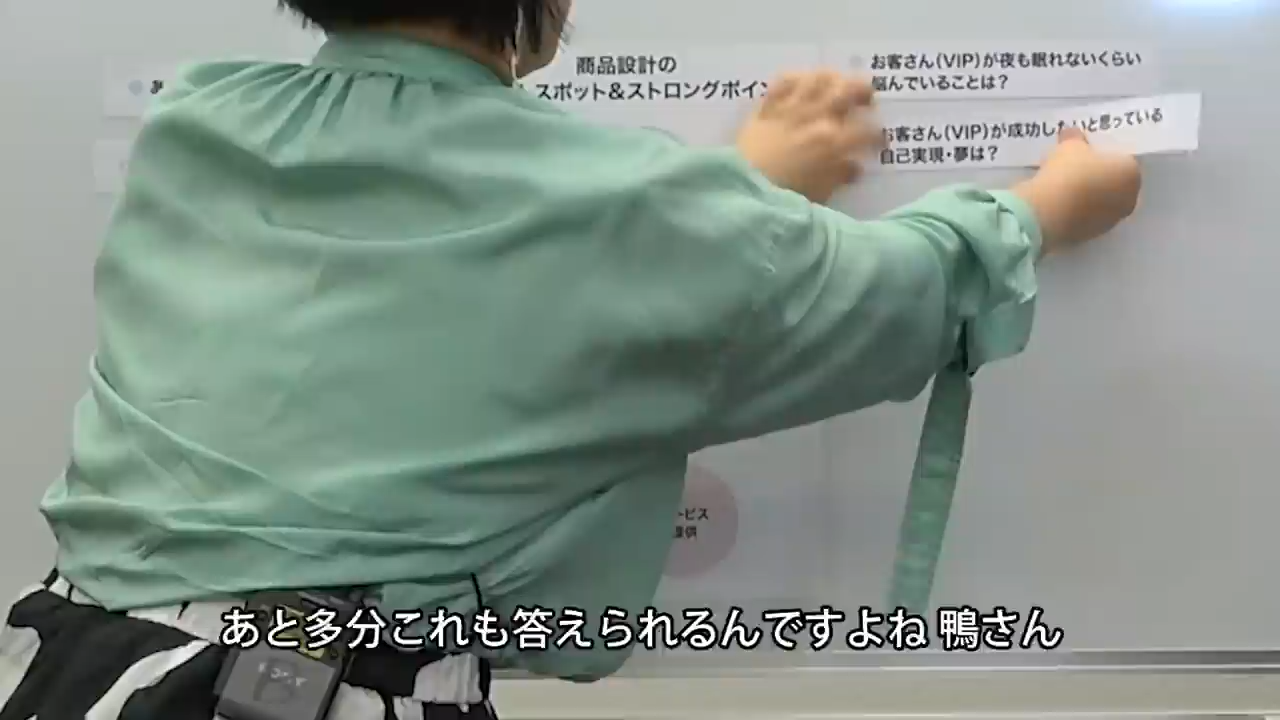 商品設計の
スポット&ストロングポイン
お客さん(VIP)が夜も眠れないくらい
悩んでいることは?
お客さん(VIP)が成功したいと思っている
自己実現・夢は?
ービス
提供
あと多分これも答えられるんですよね 鴨さん